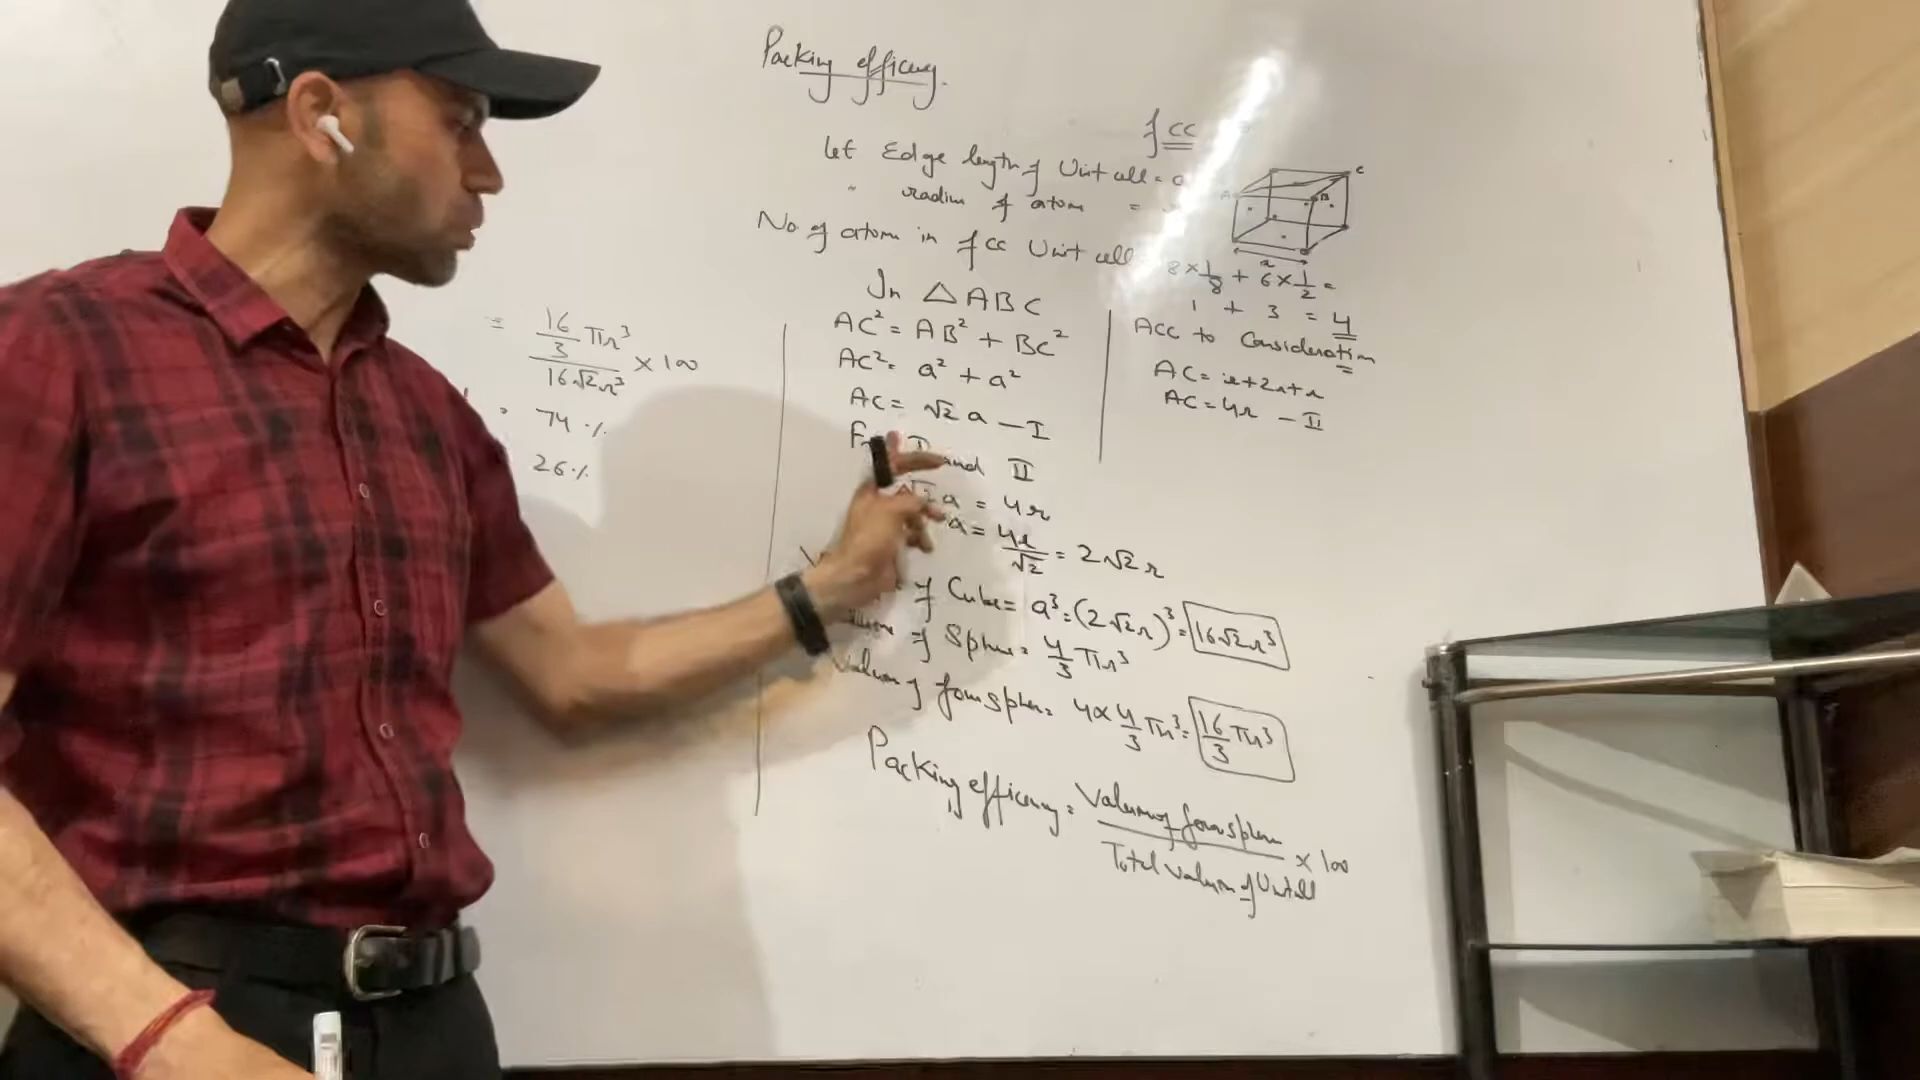 Packing efficency.
fcc
Let Edge length of Unit cell = a
" radius of atom =
No of atoms in fcc Unit cell
8 × 1/8 + 6 × 1/2 =
1 + 3 = 4
A B C
a
In △ABC
AC² = AB² + BC²
AC² = a² + a²
AC = √2 a — I
I and II
√2 a = 4r
a = 4r/√2 = 2√2 r
of Cube = a³ = (2√2 r)³ = 16√2 r³
of Sphere = 4/3 πr³
Volume of four sphere = 4 × 4/3 πr³ = 16/3 πr³
Packing efficency = Volume of four sphere / Total volume of Unit cell × 100
ACC to Consideration
AC = r + 2r + r
AC = 4r — II
= 16/3 πr³ / 16√2 r³ × 100
= 74 %
26 %